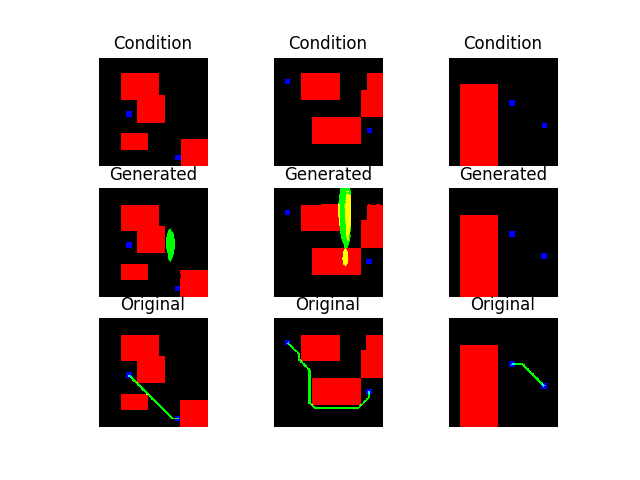 Condition
Condition
Condition
Generated
Generated
Generated
Original
Original
Original